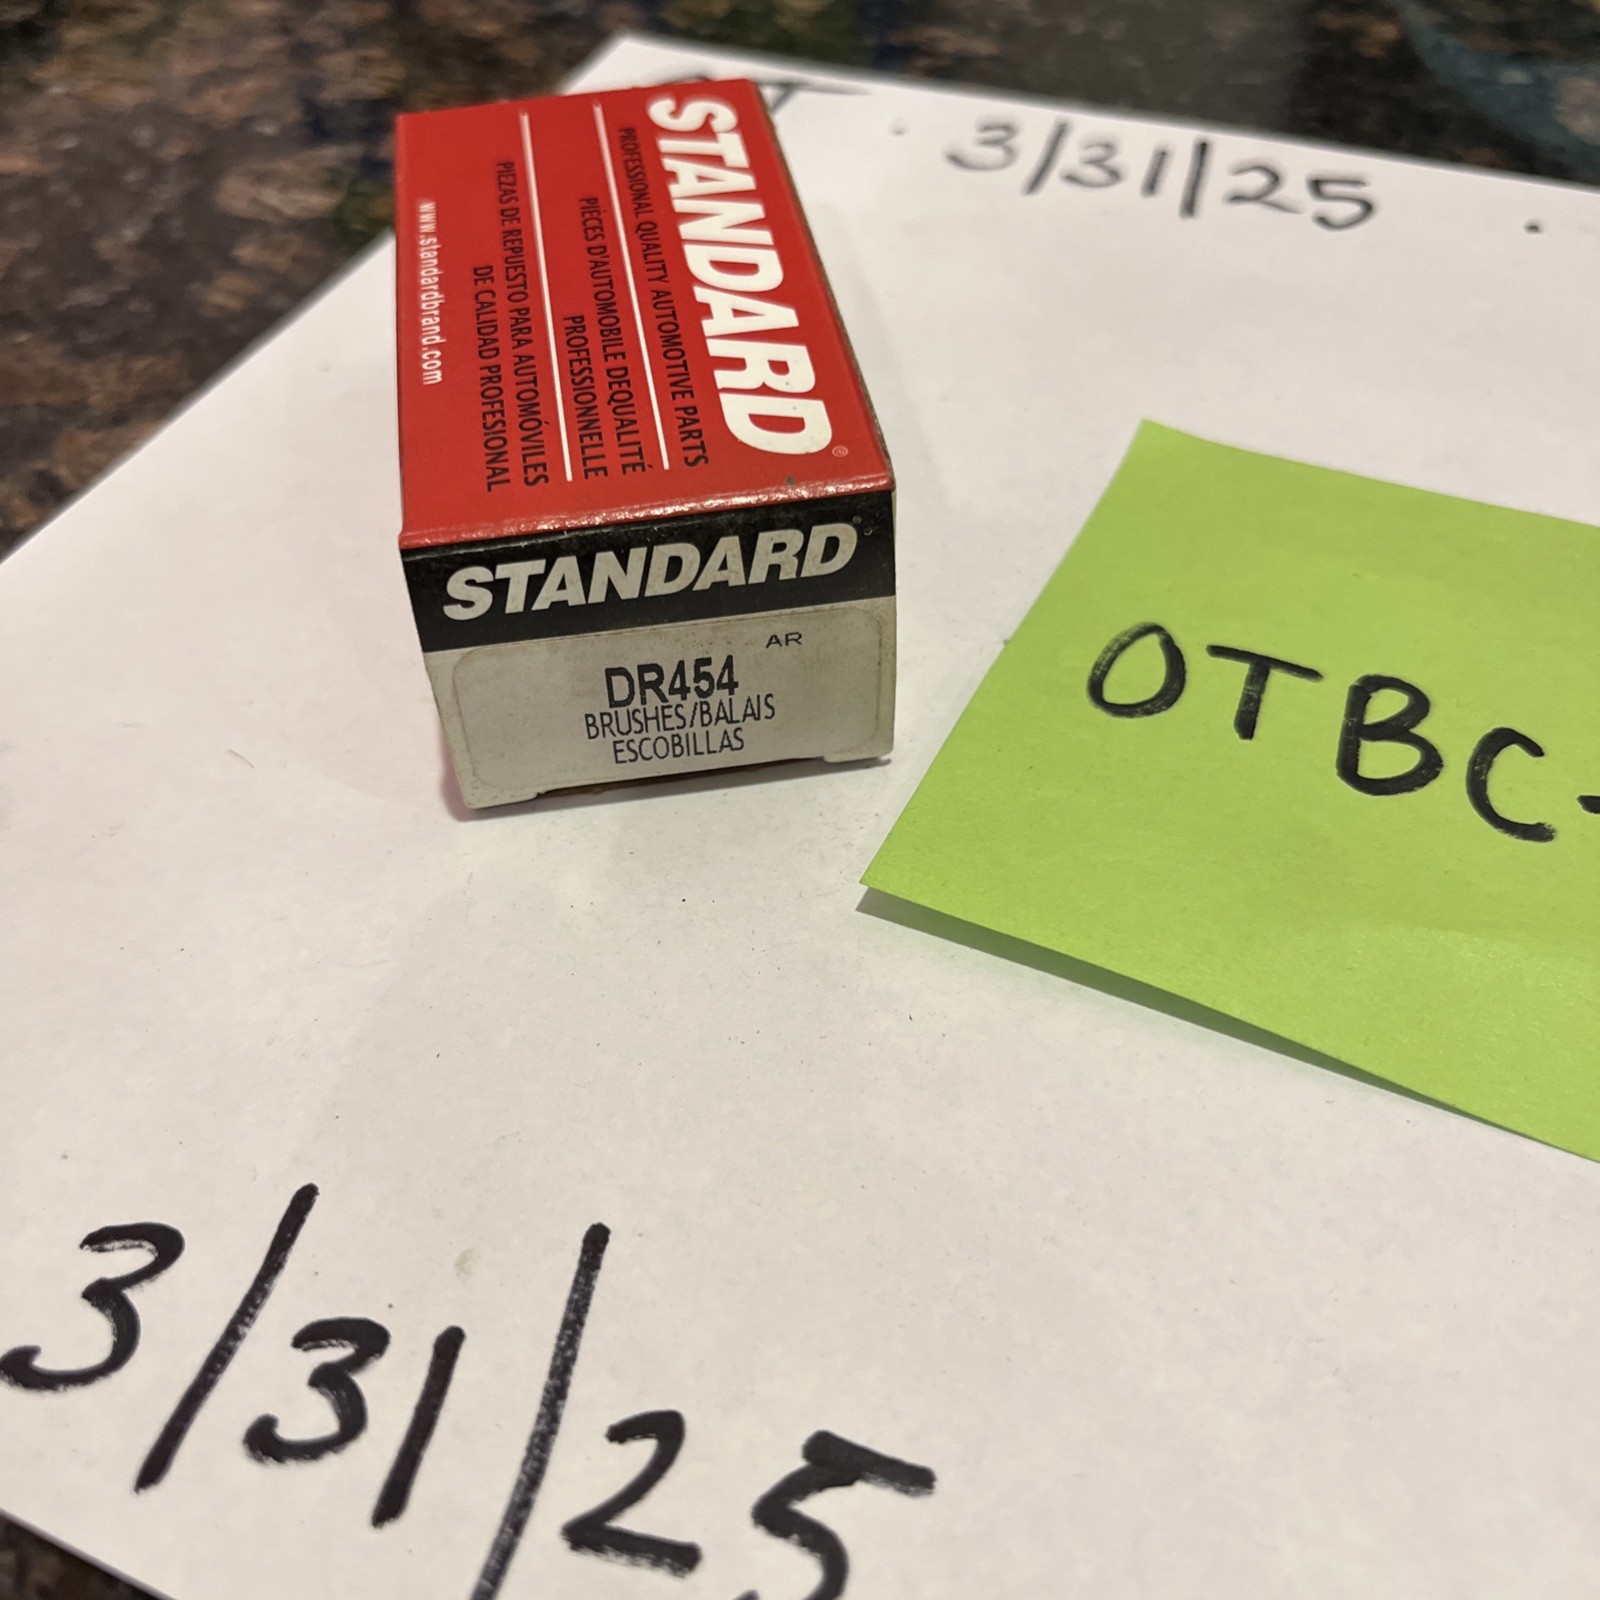 STANDARD®
PROFESSIONAL QUALITY AUTOMOTIVE PARTS
PIÈCES D'AUTOMOBILE DEQUALITÉ
PROFESSIONNELLE
PIEZAS DE REPUESTO PARA AUTOMÓVILES
DE CALIDAD PROFESIONAL
www.standardbrand.com
STANDARD®
AR
DR454
BRUSHES/BALAIS
ESCOBILLAS
3/31/25
OTBC-
3/31/25